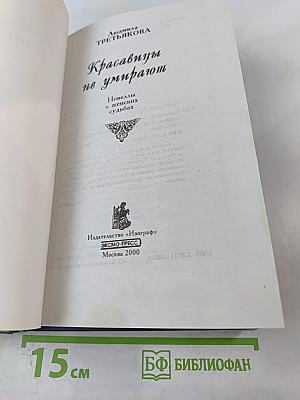 Людмила
ТРЕТЬЯКОВА
Красавицы
не умирают
Новеллы
о женских
судьбах
Издательство «Изограф»
ЭКСМО-ПРЕСС
Москва 2000
15 см
БФ БИБЛИОФАН